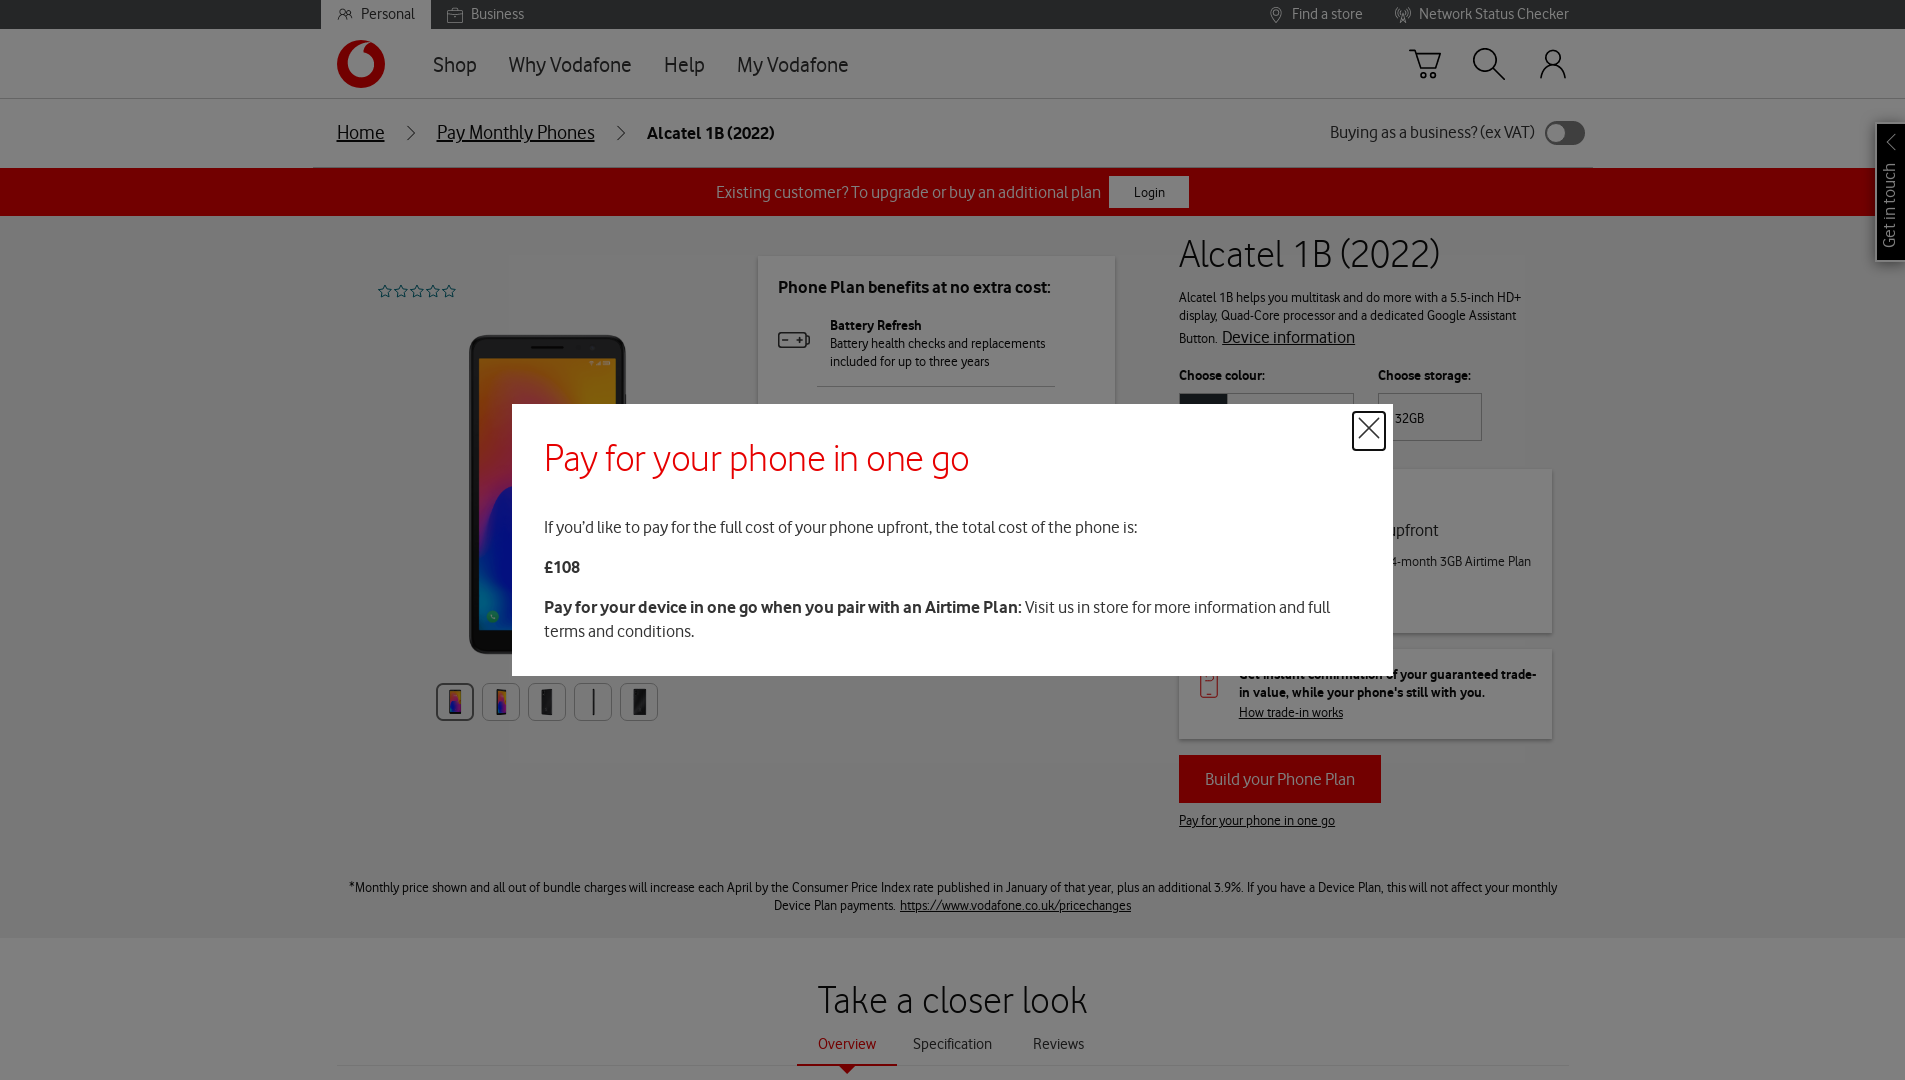 Personal
Business
Find a store
Network Status Checker
Shop
Why Vodafone
Help
My Vodafone
Home
Pay Monthly Phones
Alcatel 1B (2022)
Buying as a business? (ex VAT)
Get in touch
Existing customer? To upgrade or buy an additional plan
Login
Phone Plan benefits at no extra cost:
Battery Refresh
Battery health checks and replacements
included for up to three years
Alcatel 1B (2022)
Alcatel 1B helps you multitask and do more with a 5.5-inch HD+
display, Quad-Core processor and a dedicated Google Assistant
Button. Device information
Choose colour:
Choose storage:
32GB
Pay for your phone in one go
If you’d like to pay for the full cost of your phone upfront, the total cost of the phone is:
£108
Pay for your device in one go when you pair with an Airtime Plan: Visit us in store for more information and full
terms and conditions.
upfront
4-month 3GB Airtime Plan
Get instant confirmation of your guaranteed trade-
in value, while your phone's still with you.
How trade-in works
Build your Phone Plan
Pay for your phone in one go
*Monthly price shown and all out of bundle charges will increase each April by the Consumer Price Index rate published in January of that year, plus an additional 3.9%. If you have a Device Plan, this will not affect your monthly
Device Plan payments. https://www.vodafone.co.uk/pricechanges
Take a closer look
Overview
Specification
Reviews